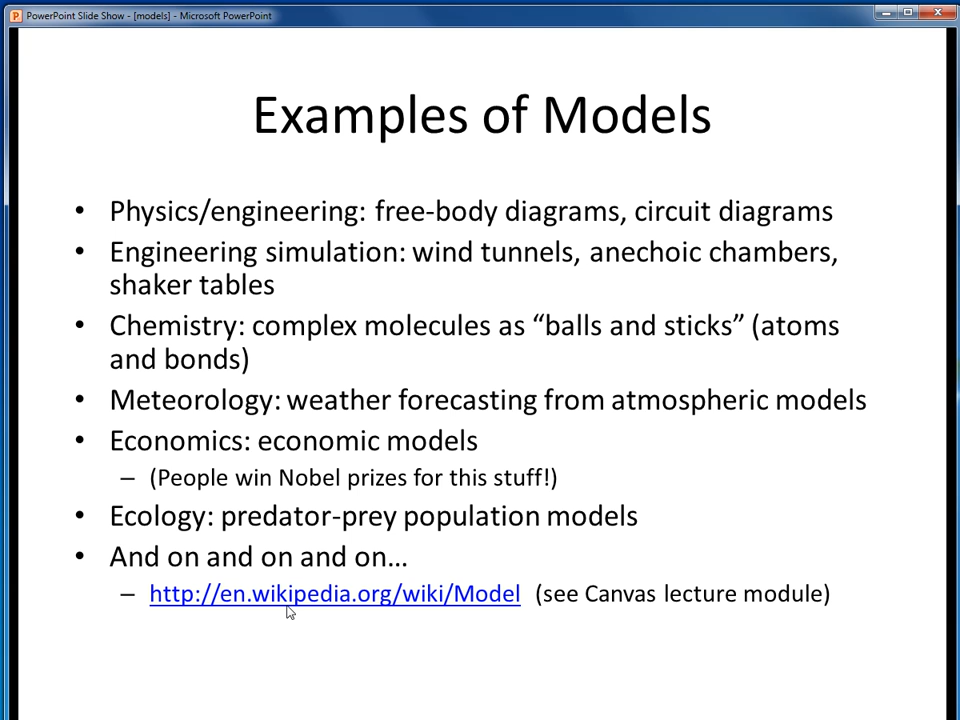 PowerPoint Slide Show - [models] - Microsoft PowerPoint
Examples of Models
• Physics/engineering: free-body diagrams, circuit diagrams
• Engineering simulation: wind tunnels, anechoic chambers,
shaker tables
• Chemistry: complex molecules as “balls and sticks” (atoms
and bonds)
• Meteorology: weather forecasting from atmospheric models
• Economics: economic models
– (People win Nobel prizes for this stuff!)
• Ecology: predator-prey population models
• And on and on and on…
– http://en.wikipedia.org/wiki/Model (see Canvas lecture module)